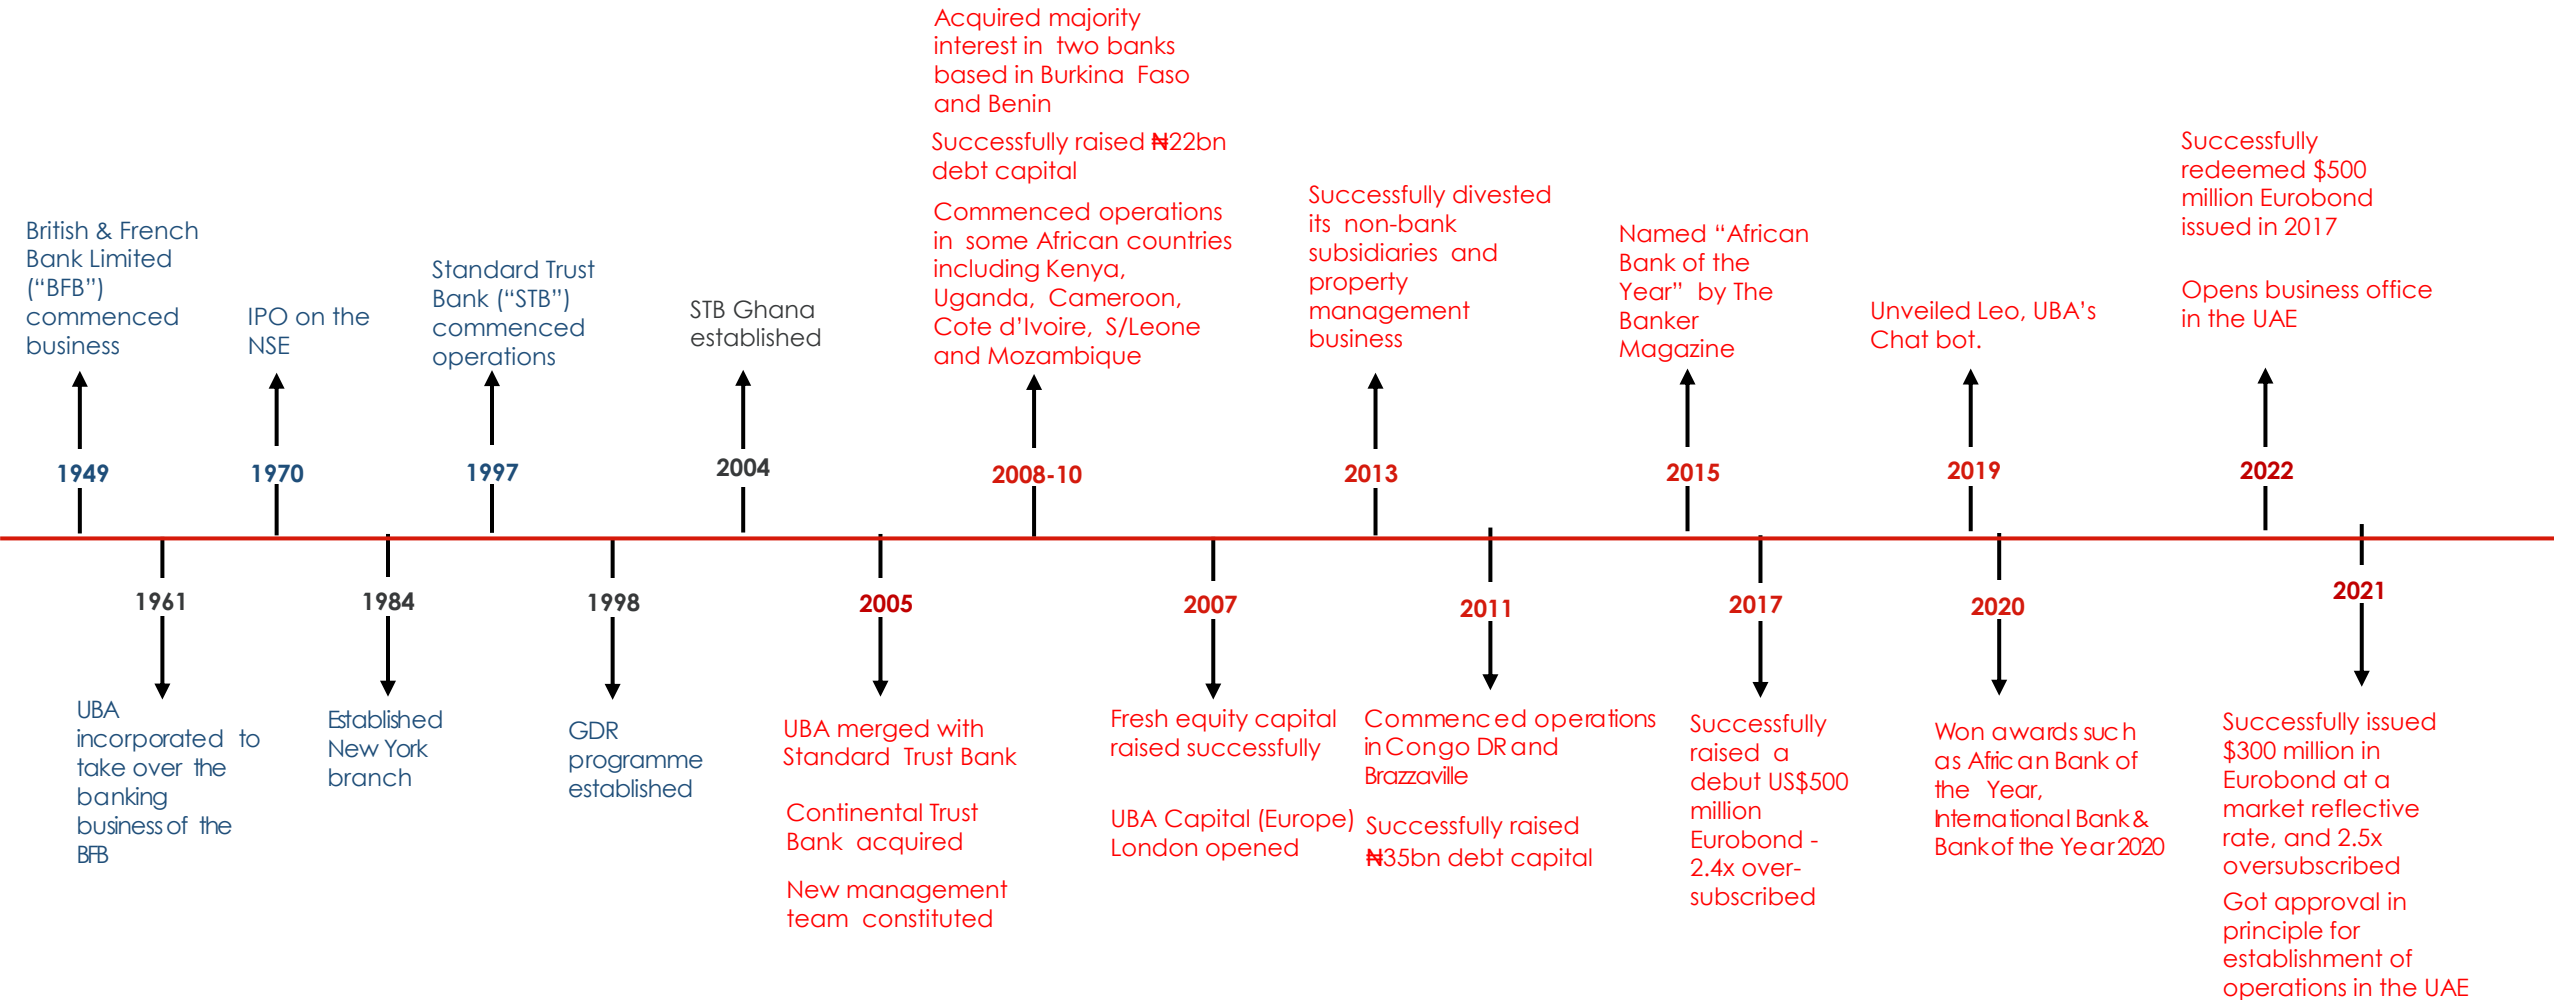 Acquired majority
interest in two banks
based in Burkina Faso
and Benin
Successfully raised ₦22bn
debt capital
Commenced operations
in some African countries
including Kenya,
Uganda, Cameroon,
Cote d’Ivoire, S/Leone
and Mozambique
British & French
Bank Limited
(“BFB”)
commenced
business
IPO on the
NSE
Standard Trust
Bank (“STB”)
commenced
operations
STB Ghana
established
Successfully divested
its non-bank
subsidiaries and
property
management
business
Named “African
Bank of the
Year” by The
Banker
Magazine
Unveiled Leo, UBA’s
Chat bot.
Successfully
redeemed $500
million Eurobond
issued in 2017
Opens business office
in the UAE
1949
1970
1997
2004
2008-10
2013
2015
2019
2022
1961
1984
1998
2005
2007
2011
2017
2020
2021
UBA
incorporated to
take over the
banking
business of the
BFB
Established
New York
branch
GDR
programme
established
UBA merged with
Standard Trust Bank
Continental Trust
Bank acquired
New management
team constituted
Fresh equity capital
raised successfully
UBA Capital (Europe)
London opened
Commenced operations
in Congo DR and
Brazzaville
Successfully raised
₦35bn debt capital
Successfully
raised a
debut US$500
million
Eurobond -
2.4x over-
subscribed
Won awards such
as African Bank of
the Year,
International Bank &
Bank of the Year 2020
Successfully issued
$300 million in
Eurobond at a
market reflective
rate, and 2.5x
oversubscribed
Got approval in
principle for
establishment of
operations in the UAE